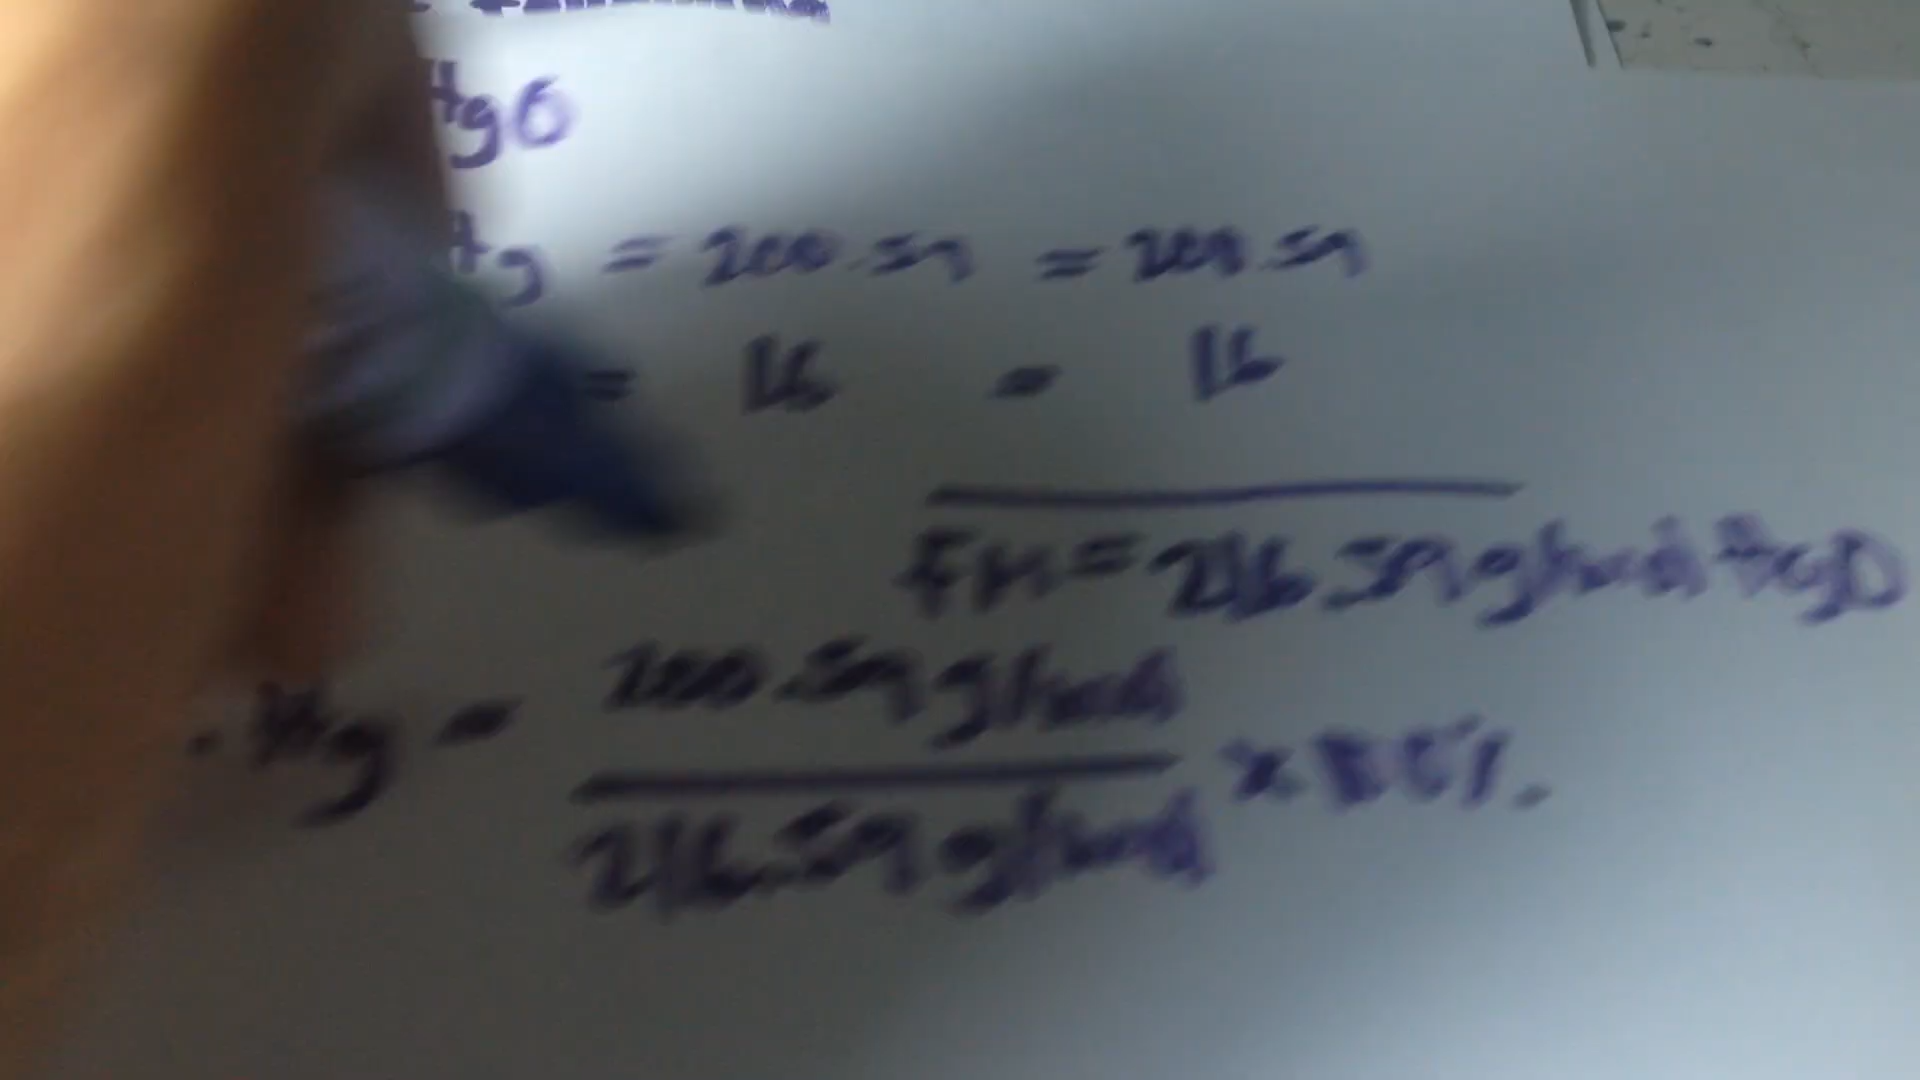 HgO
Hg = 200.59 = 200.59
= 16 = 16
FM = 216.59 g/mol HgO
. Hg = 200.59 g/mol
216.59 g/mol x 100%.